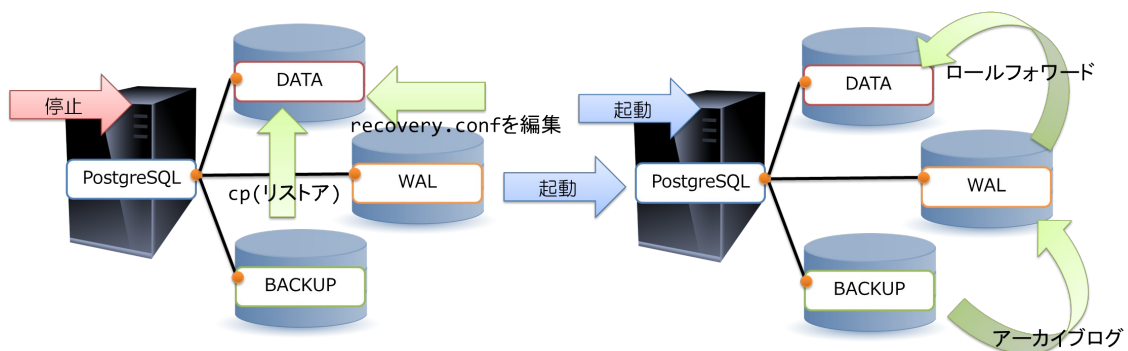 停止
DATA
recovery.confを編集
PostgreSQL
cp(リストア)
WAL
BACKUP
起動
起動
DATA
ロールフォワード
PostgreSQL
WAL
BACKUP
アーカイブログ